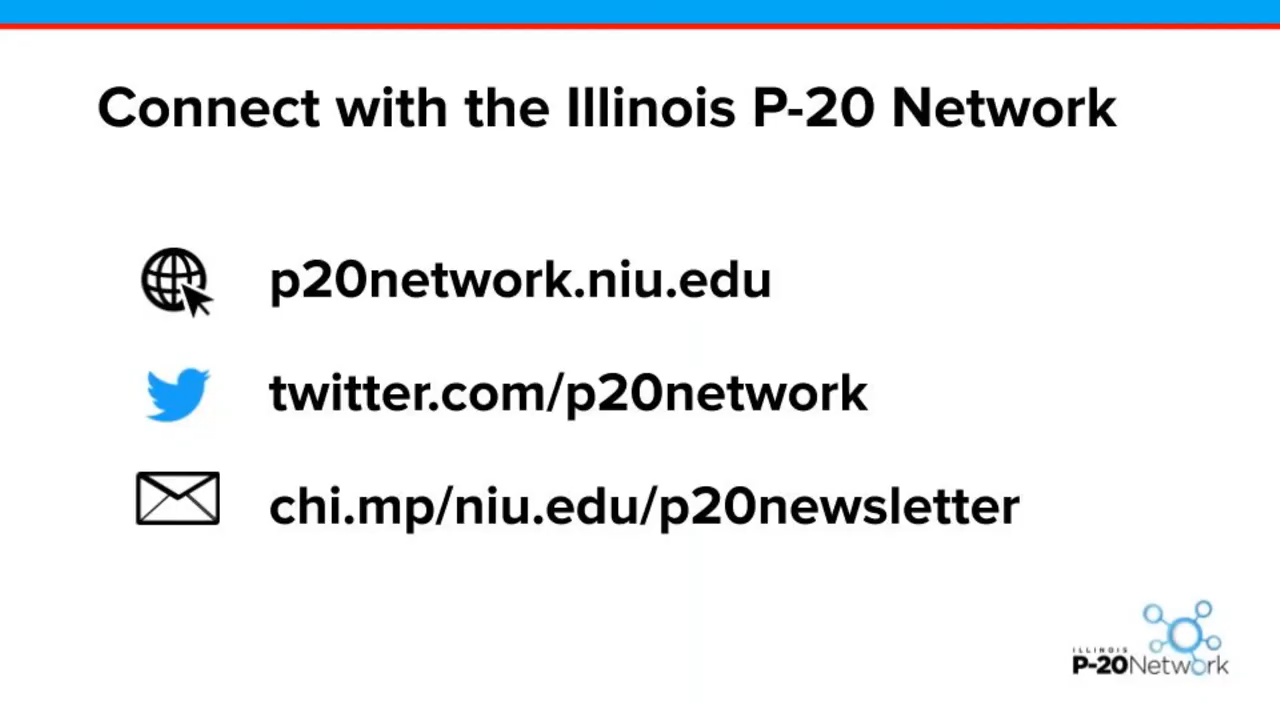 Connect with the Illinois P-20 Network
p20network.niu.edu
twitter.com/p20network
chi.mp/niu.edu/p20newsletter
ILLINOIS
P-20Network